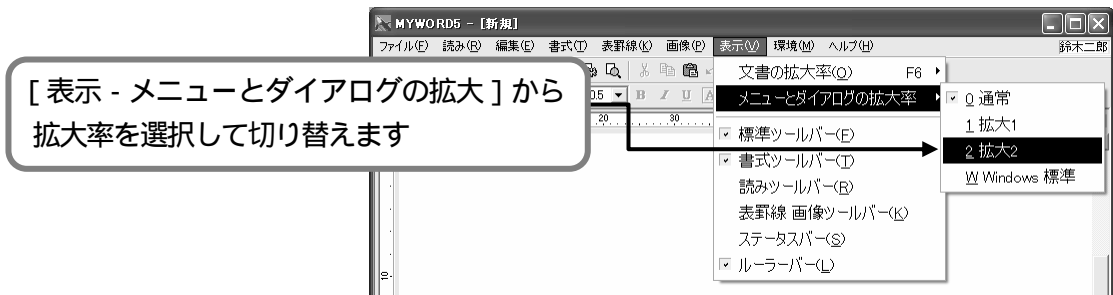 MYWORD5 - [新規]
ファイル(F) 読み(R) 編集(E) 書式(T) 表罫線(K) 画像(P) 表示(V) 環境(M) ヘルプ(H) 鈴木二郎
[ 表示 - メニューとダイアログの拡大 ] から
拡大率を選択して切り替えます
文書の拡大率(O) F6
メニューとダイアログの拡大率
0 通常
1 拡大1
2 拡大2
W Windows 標準
標準ツールバー(F)
書式ツールバー(T)
読みツールバー(R)
表罫線 画像ツールバー(K)
ステータスバー(S)
ルーラーバー(L)
0.5 B I U A
20 30
10